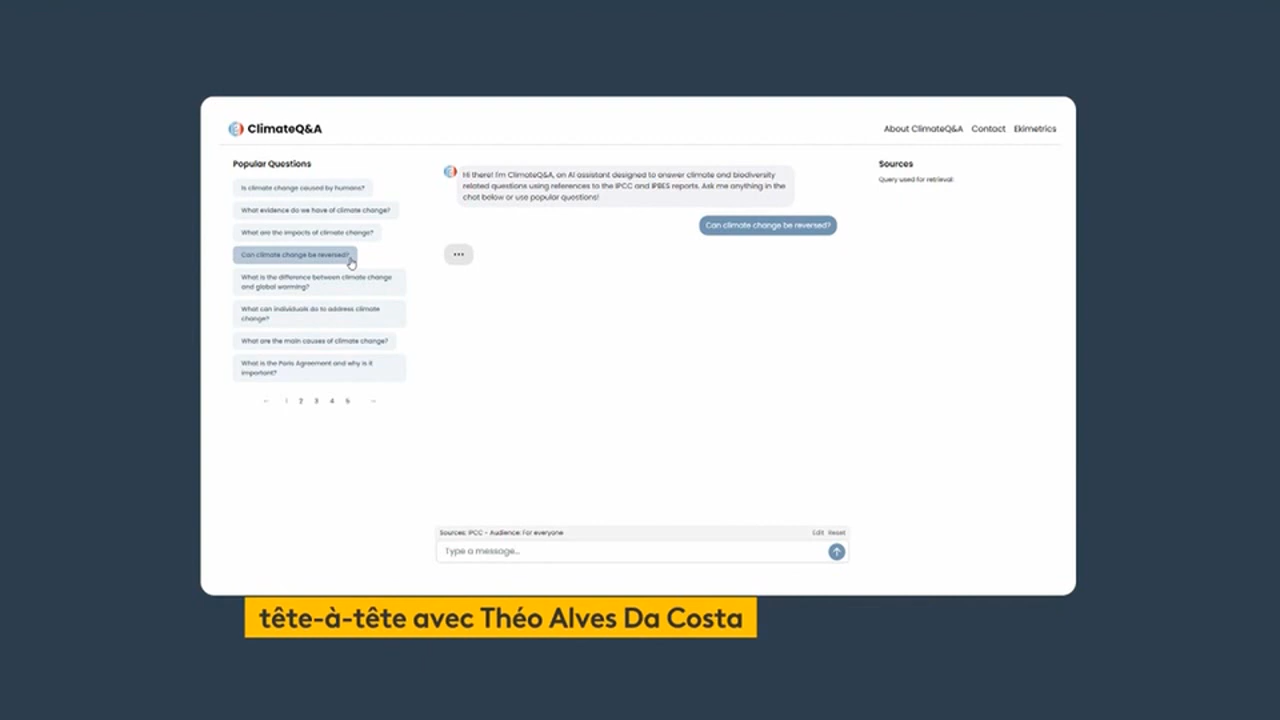 ClimateQ&A
About ClimateQ&A Contact Ekimetrics
Popular Questions
Is climate change caused by humans?
What evidence do we have of climate change?
What are the impacts of climate change?
Can climate change be reversed?
What is the difference between climate change
and global warming?
What can individuals do to address climate
change?
What are the main causes of climate change?
What is the Paris Agreement and why is it
important?
← 1 2 3 4 5 →
Hi there! I'm ClimateQ&A, an AI assistant designed to answer climate and biodiversity
related questions using references to the IPCC and IPBES reports. Ask me anything in the
chat below or use popular questions!
Can climate change be reversed?
...
Sources
Query used for retrieval:
Sources: IPCC - Audience: For everyone
Edit Reset
Type a message...
tête-à-tête avec Théo Alves Da Costa